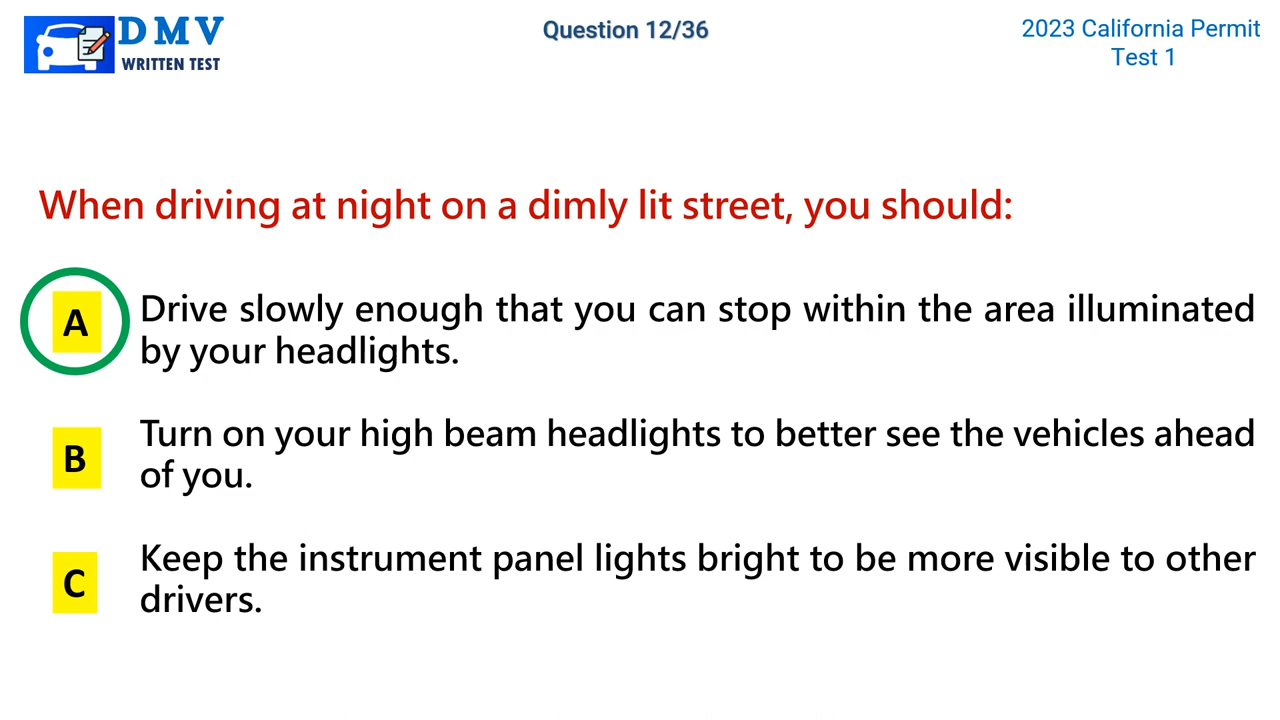 DMV
WRITTEN TEST
Question 12/36
2023 California Permit
Test 1
When driving at night on a dimly lit street, you should:
A
Drive slowly enough that you can stop within the area illuminated
by your headlights.
B
Turn on your high beam headlights to better see the vehicles ahead
of you.
C
Keep the instrument panel lights bright to be more visible to other
drivers.